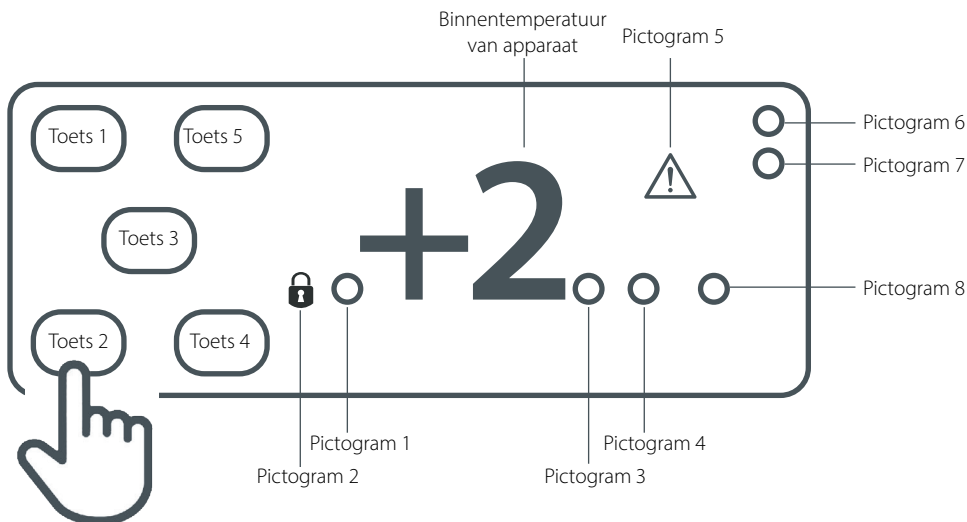 Binnentemperatuur
van apparaat
Pictogram 5
Toets 1
Toets 5
Pictogram 6
Pictogram 7
Toets 3
+2
Pictogram 8
Toets 2
Toets 4
Pictogram 1
Pictogram 4
Pictogram 2
Pictogram 3